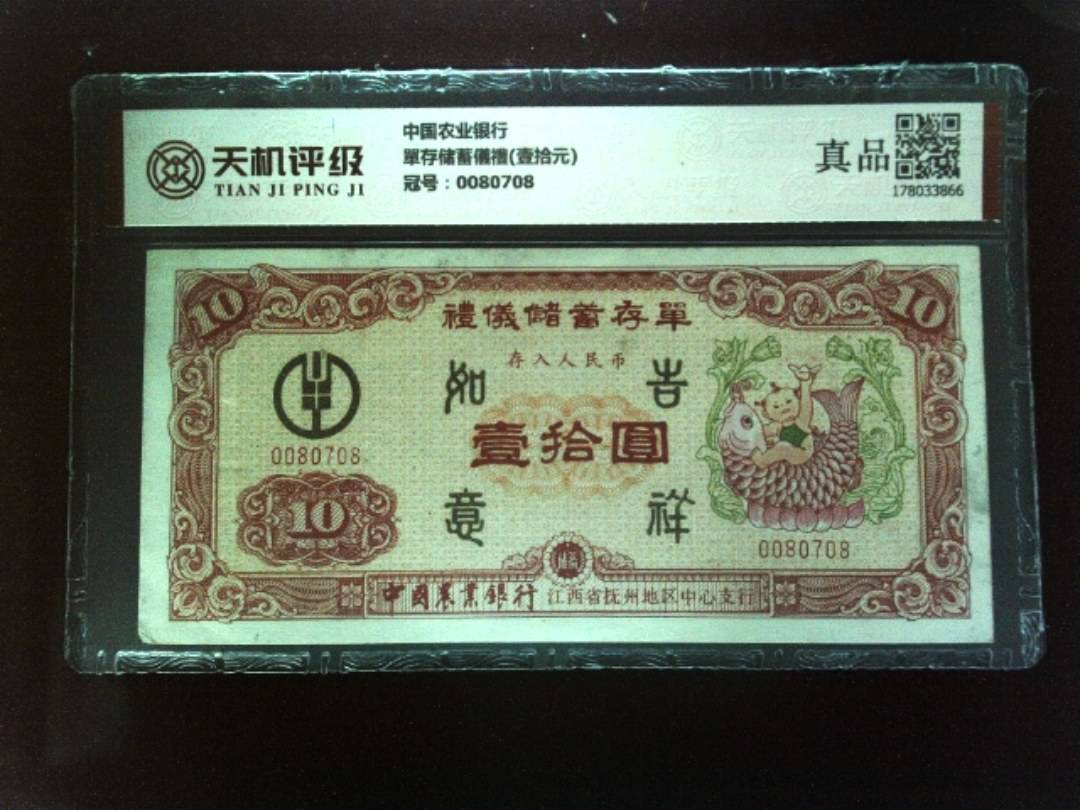 天机评级
TIAN JI PING JI
中国农业银行
單存储蓄儀禮(壹拾元)
冠号：0080708
真品
178033866
10
10
禮儀儲蓄存單
存入人民币
如 吉
壹拾圓
意 祥
0080708
10
0080708
中國農業銀行 江西省抚州地区中心支行